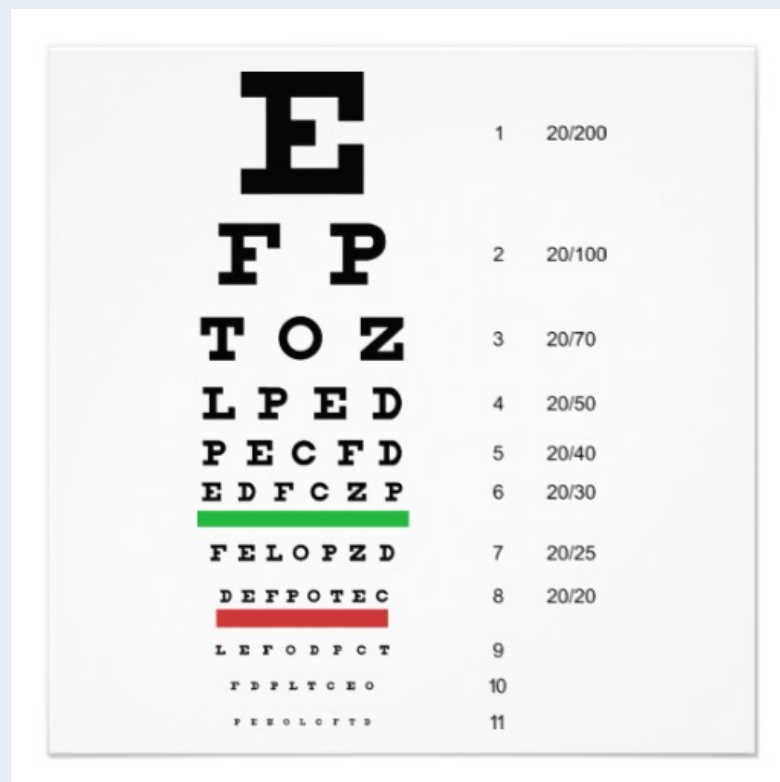 E 1 20/200
F P 2 20/100
T O Z 3 20/70
L P E D 4 20/50
P E C F D 5 20/40
E D F C Z P 6 20/30
F E L O P Z D 7 20/25
D E F P O T E C 8 20/20
L E F O D P C T 9
F D P L T C E O 10
P E Z O L C F T D 11